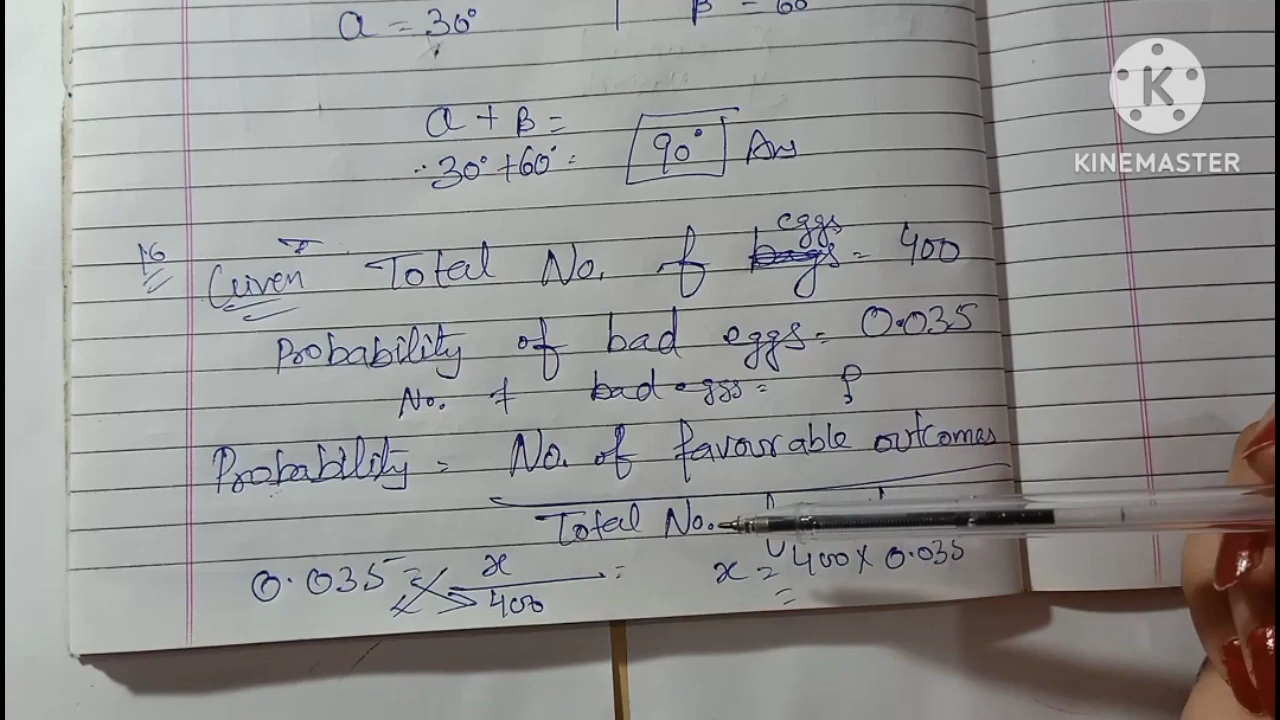 a = 30°
β = 60
a + β =
30° + 60° = 90° Ans
16
Given Total No. of eggs = 400
Probability of bad eggs = 0.035
No. of bad eggs = ?
Probability = No. of favourable outcomes
Total No.
0.035 = x/400 = x = 400 × 0.035
K
KINEMASTER